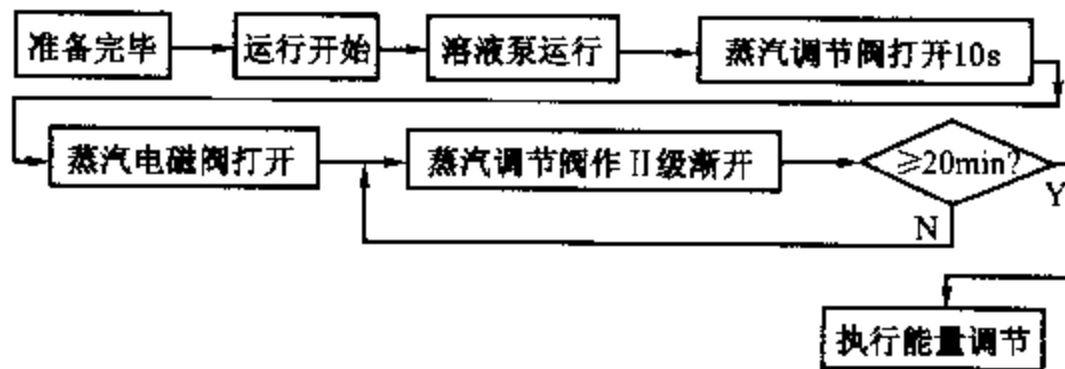 准备完毕
运行开始
溶液泵运行
蒸汽调节阀打开10s
蒸汽电磁阀打开
蒸汽调节阀作Ⅱ级渐开
≥20min?
Y
N
执行能量调节